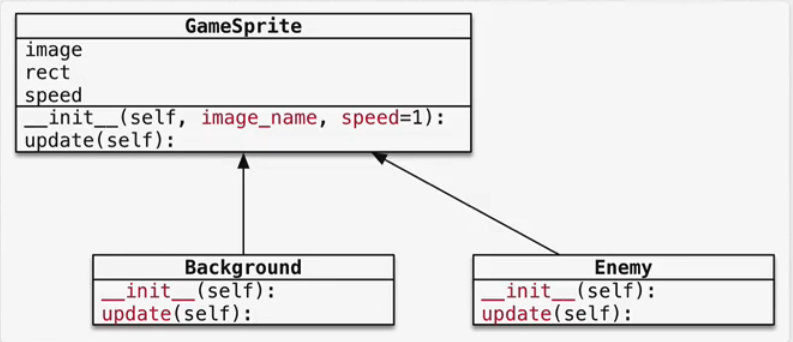 GameSprite
image
rect
speed
__init__(self, image_name, speed=1):
update(self):
Background
__init__(self):
update(self):
Enemy
__init__(self):
update(self):